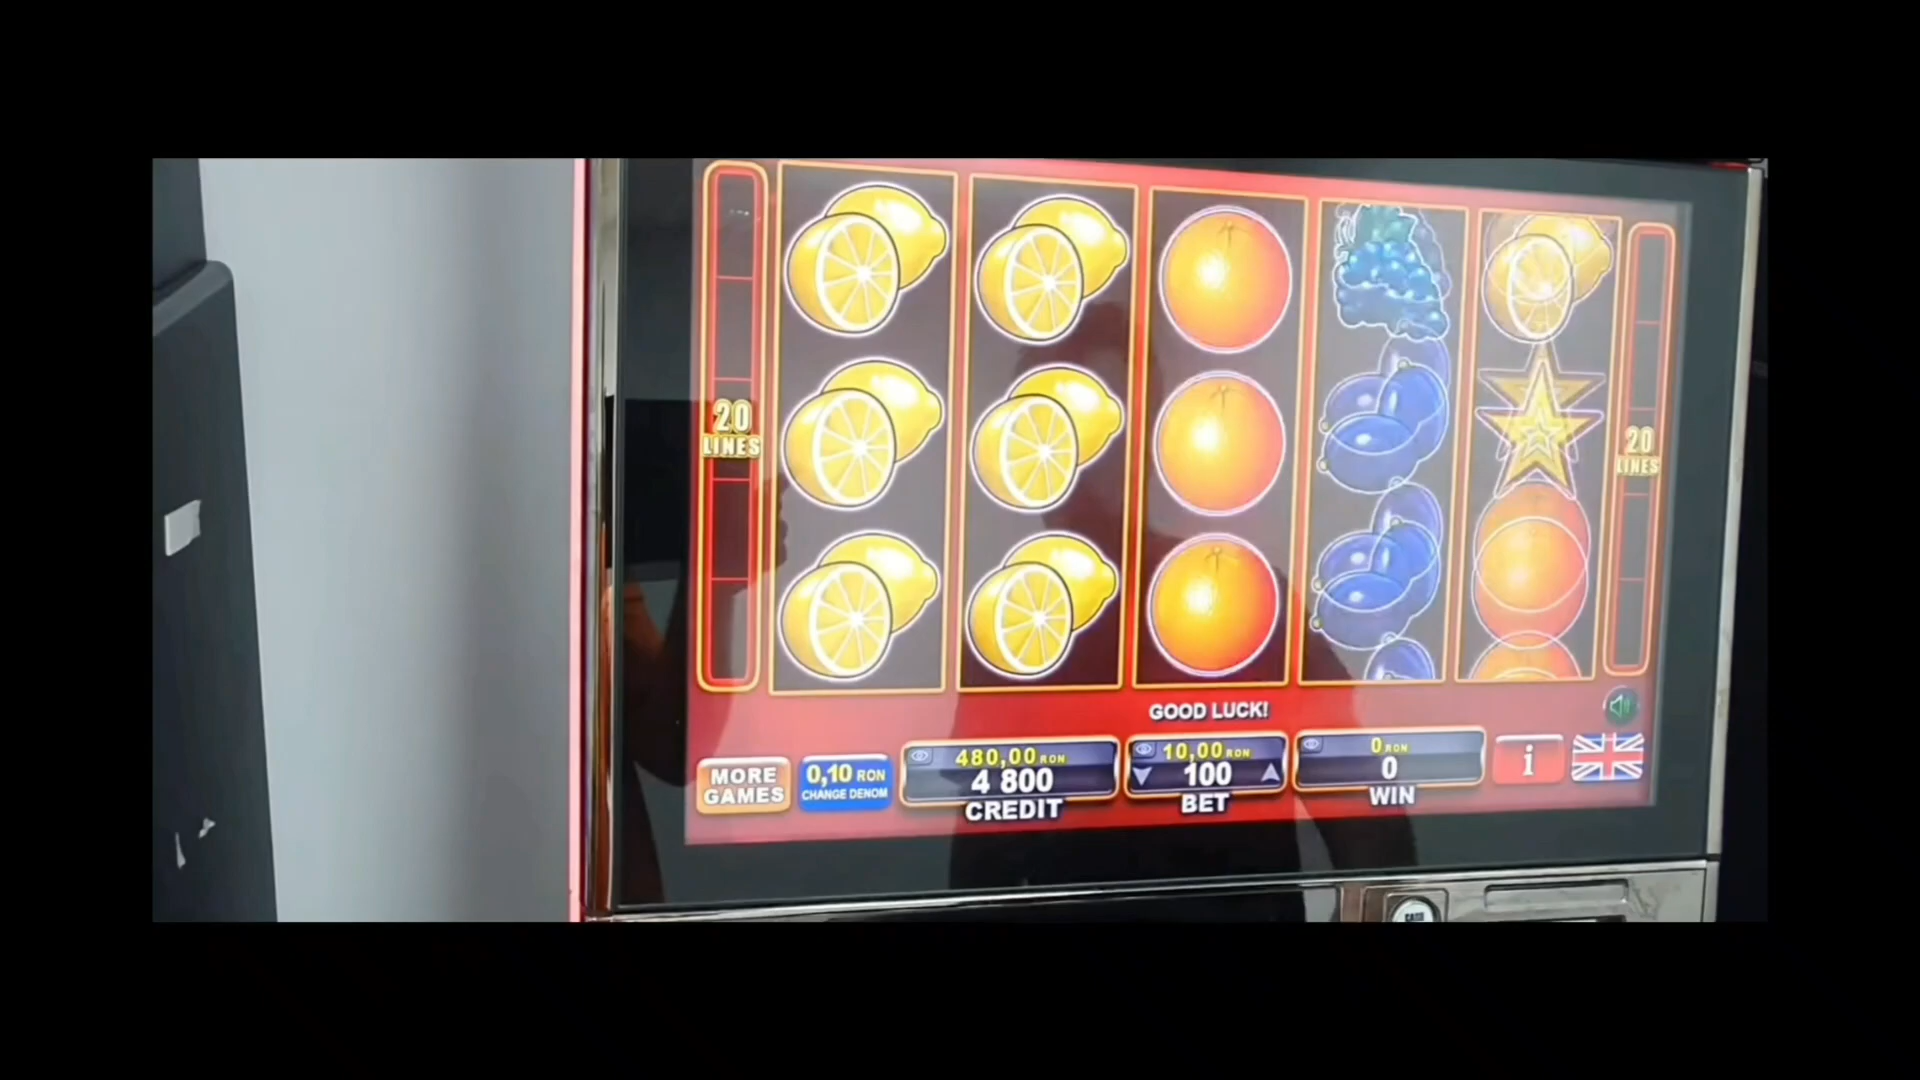 20
LINES
20
LINES
GOOD LUCK!
MORE
GAMES
0,10 RON
CHANGE DENOM
480,00 RON
4 800
CREDIT
10,00 RON
100
BET
0 RON
0
WIN
i
CASH